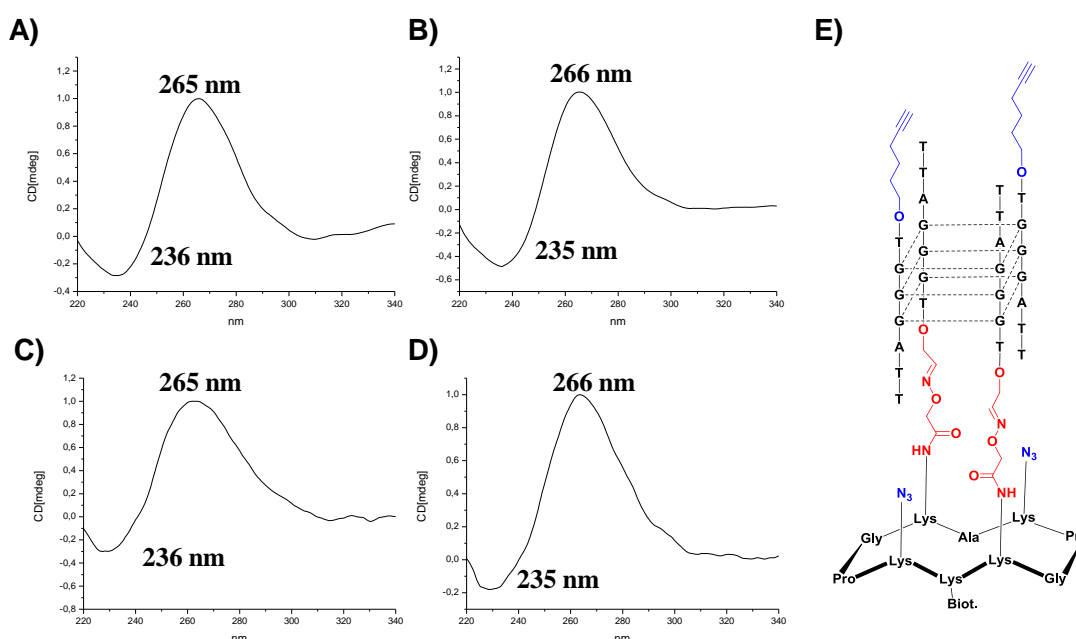 A)
265 nm
236 nm
CD[mdeg]
1,2
1,0
0,8
0,6
0,4
0,2
0,0
-0,2
-0,4
220 240 260 280 300 320 340
nm
B)
266 nm
235 nm
CD[mdeg]
1,2
1,0
0,8
0,6
0,4
0,2
0,0
-0,2
-0,4
-0,6
220 240 260 280 300 320 340
nm
C)
265 nm
236 nm
CD[mdeg]
1,2
1,0
0,8
0,6
0,4
0,2
0,0
-0,2
-0,4
-0,6
-0,8
220 240 260 280 300 320 340
nm
D)
266 nm
235 nm
CD[mdeg]
1,2
1,0
0,8
0,6
0,4
0,2
0,0
-0,2
220 240 260 280 300 320 340
nm
E)
O
T
G
G
G
A
T
T
T
T
A
G
G
G
T
O
N
O
O
HN
T
T
A
G
G
G
T
O
N
O
O
NH
O
T
G
G
G
A
T
T
N3
N3
Lys
Lys
Gly
Ala
Pro
Lys
Lys
Lys
Gly
Biot.